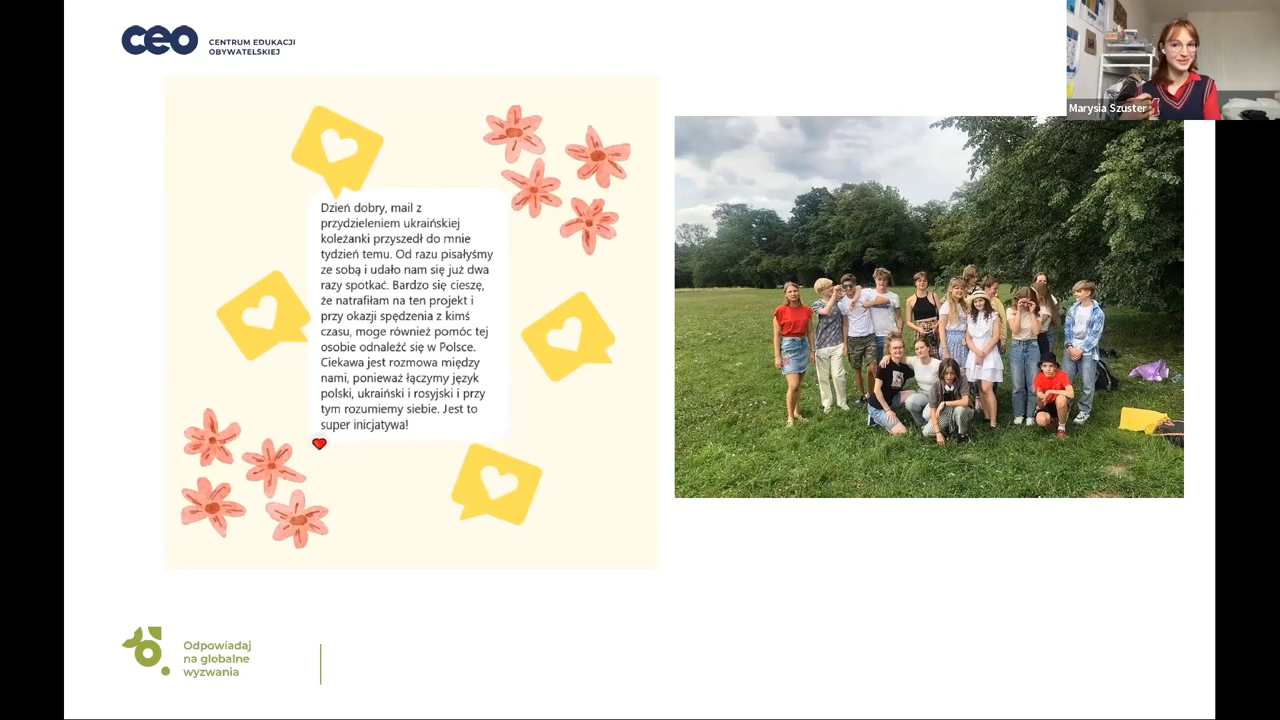 ceo
CENTRUM EDUKACJI
OBYWATELSKIEJ
Marysia Szuster
Dzień dobry, mail z
przydzieleniem ukraińskiej
koleżanki przyszedł do mnie
tydzień temu. Od razu pisałyśmy
ze sobą i udało nam się już dwa
razy spotkać. Bardzo się cieszę,
że natrafiłam na ten projekt i
przy okazji spędzenia z kimś
czasu, moge również pomóc tej
osobie odnaleźć się w Polsce.
Ciekawa jest rozmowa między
nami, ponieważ łączymy język
polski, ukraiński i rosyjski i przy
tym rozumiemy siebie. Jest to
super inicjatywa!
Odpowiadaj
na globalne
wyzwania